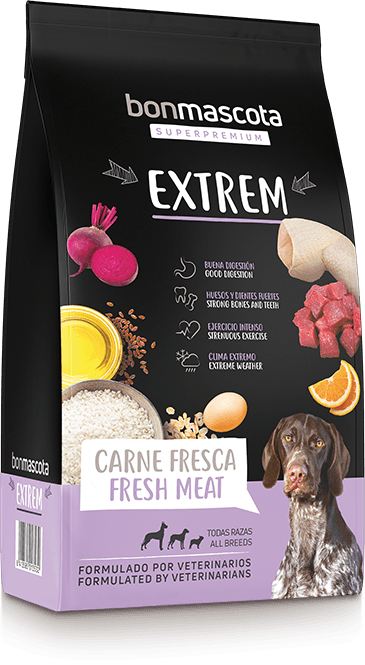 bonmascota
SUPERPREMIUM
EXTREM
BUENA DIGESTIÓN
GOOD DIGESTION
HUESOS Y DIENTES FUERTES
STRONG BONES AND TEETH
EJERCICIO INTENSO
STRENUOUS EXERCISE
CLIMA EXTREMO
EXTREME WEATHER
CARNE FRESCA
FRESH MEAT
TODAS RAZAS
ALL BREEDS
FORMULADO POR VETERINARIOS
FORMULATED BY VETERINARIANS
bonmascota
EXTREM